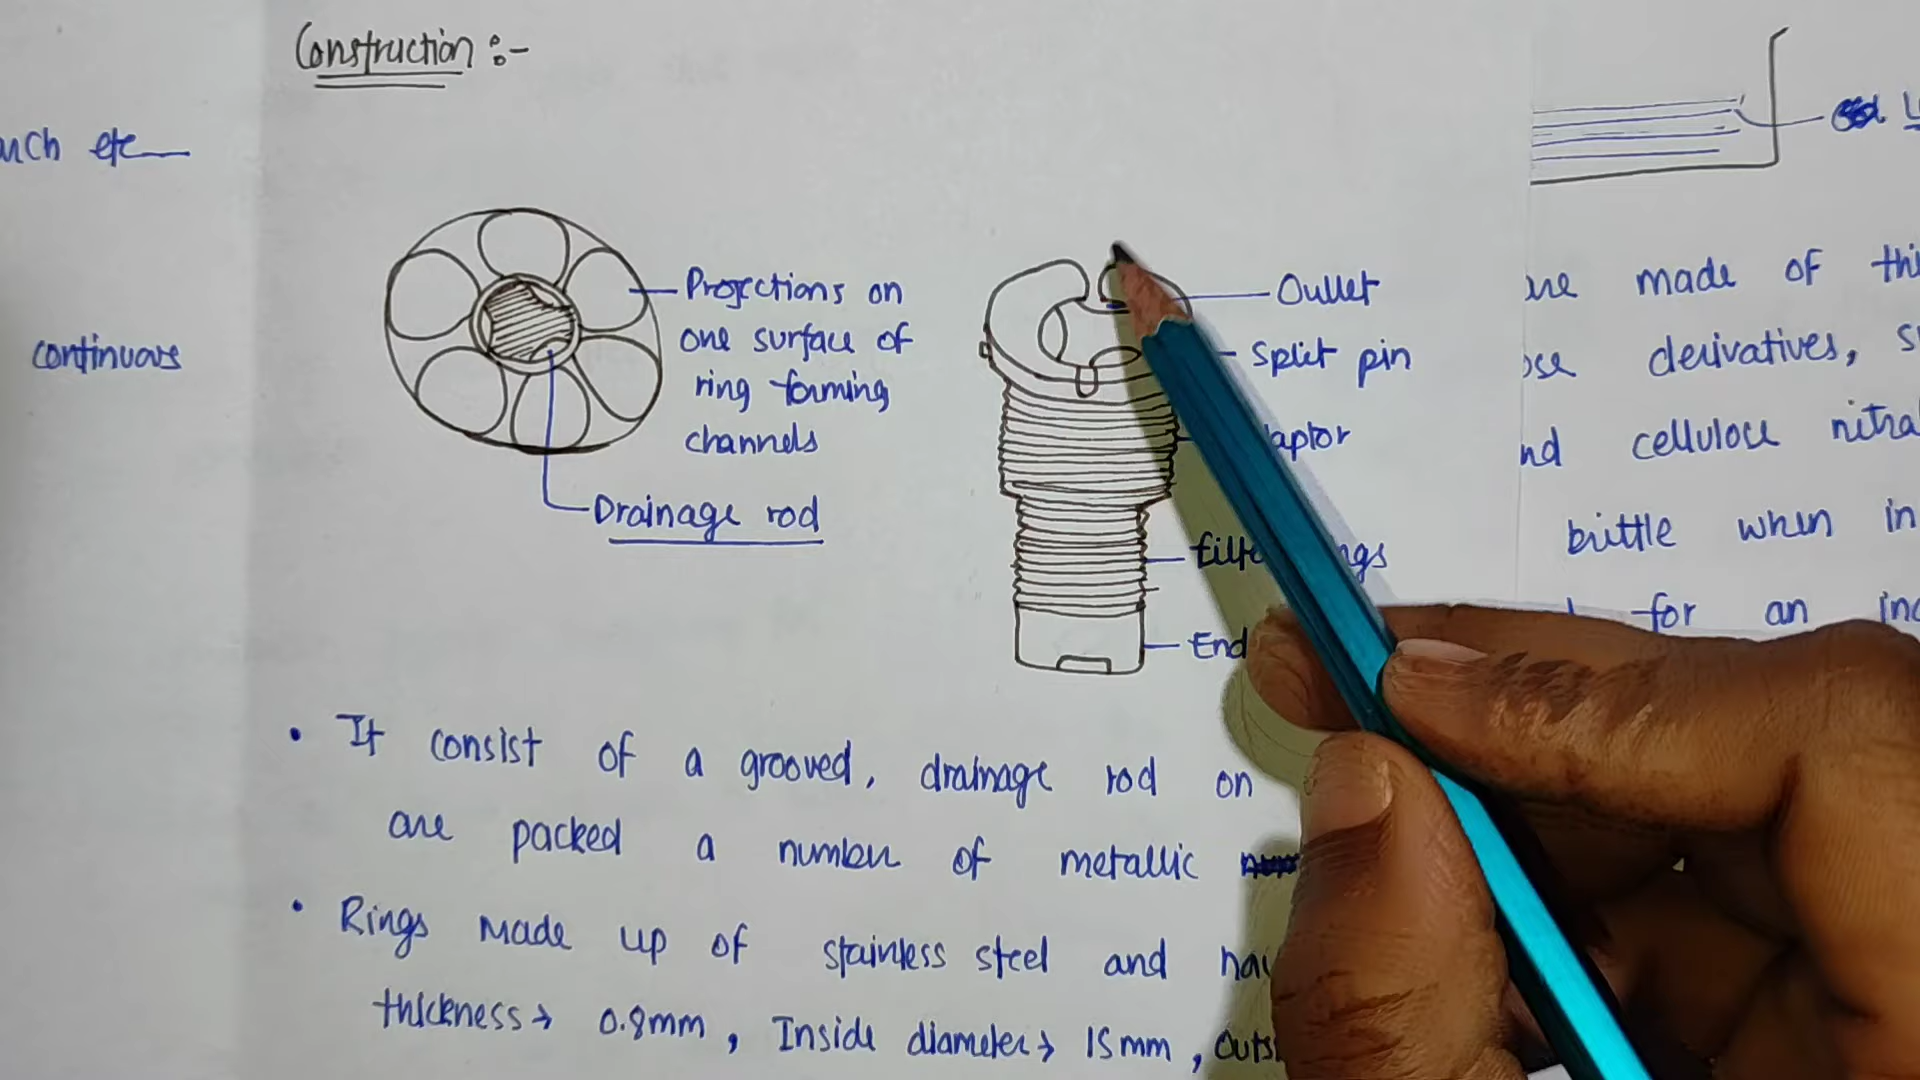 Construction :-
etc
continuous
Projections on
one surface of
ring forming
channels
Drainage rod
Oullet
Split pin
End
made of
derivatives,
cellulose
brittle when in
for an
• It consist of a grooved, drainage rod on
are packed a number of metallic
• Rings made up of stainless steel and
thickness → 0.8mm, Inside diameter → 15mm,